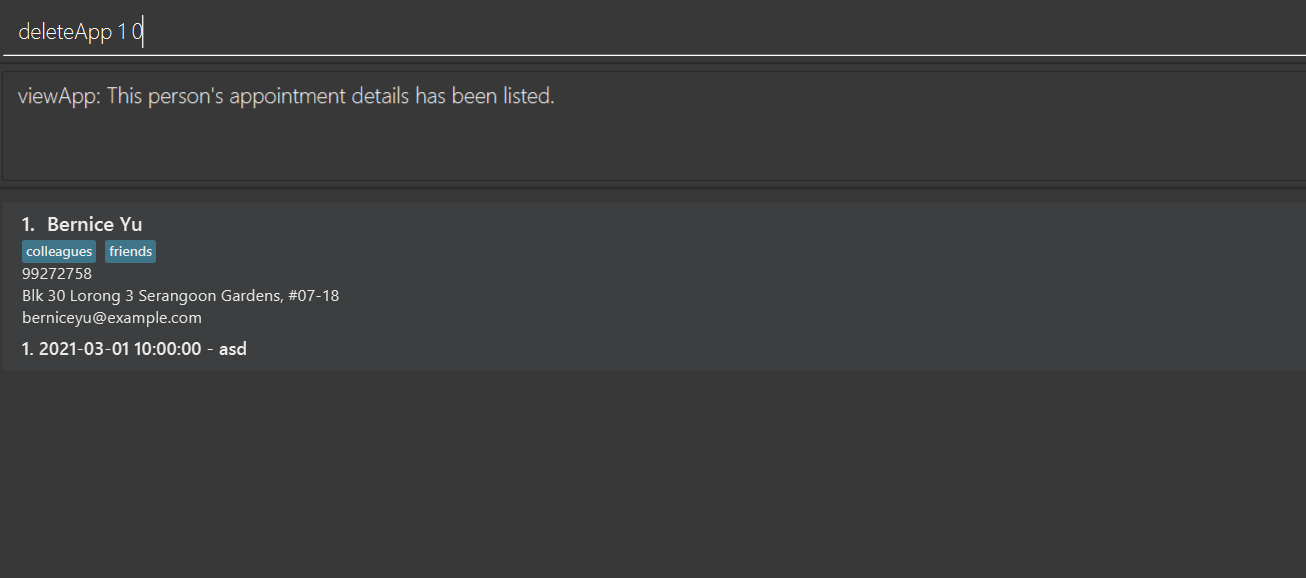 deleteApp 1 0
viewApp: This person's appointment details has been listed.
1. Bernice Yu
colleagues friends
99272758
Blk 30 Lorong 3 Serangoon Gardens, #07-18
berniceyu@example.com
1. 2021-03-01 10:00:00 - asd